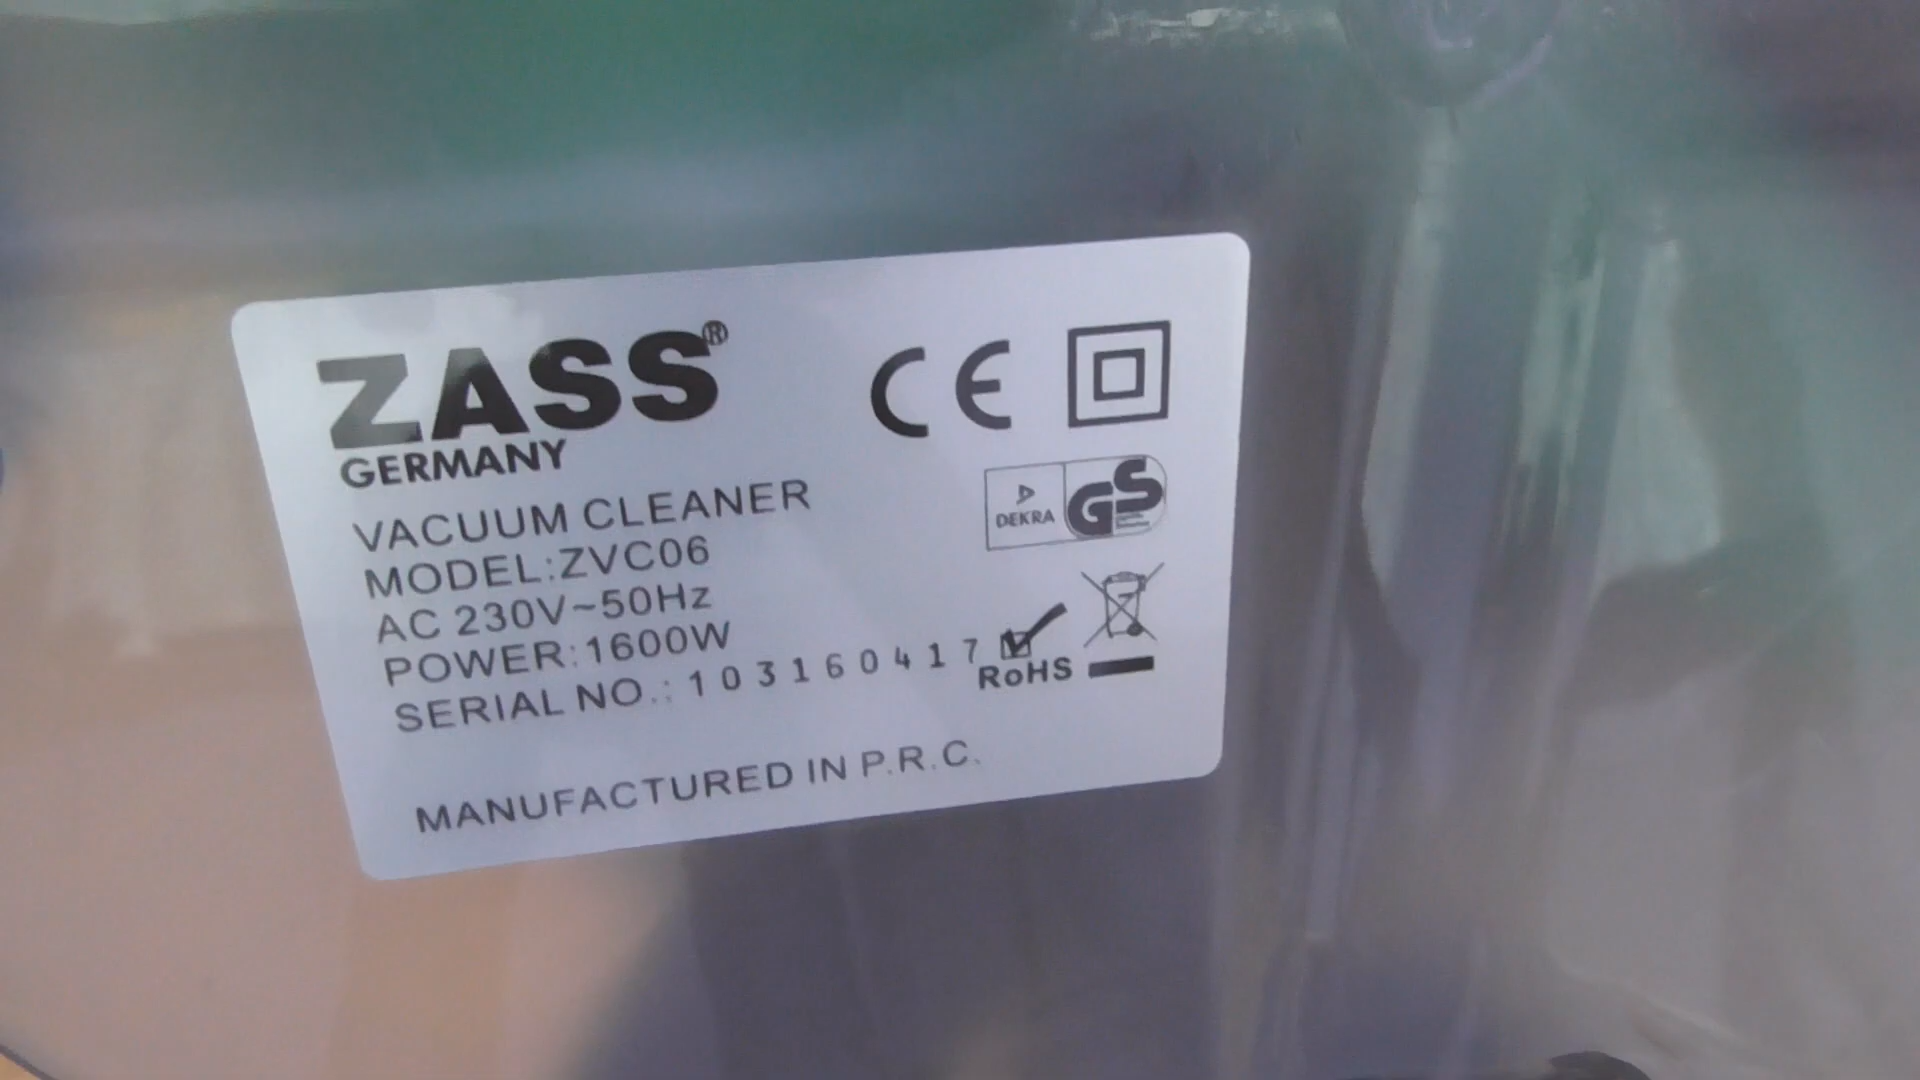 ZASS®
GERMANY
VACUUM CLEANER
MODEL:ZVC06
AC 230V~50Hz
POWER:1600W
SERIAL NO.: 103160417
MANUFACTURED IN P.R.C.
CE
DEKRA
GS
RoHS